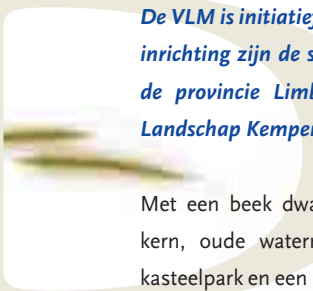 De VLM is initiatief
inrichting zijn de s
de provincie Limb
Landschap Kempen
Met een beek dwa
kern, oude water
kasteelpark en een